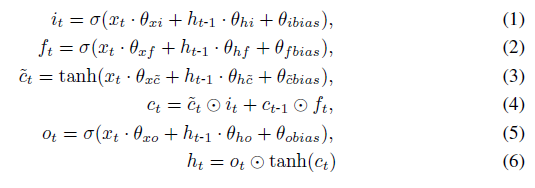 i_t = σ(x_t · θ_{xi} + h_{t-1} · θ_{hi} + θ_{ibias}), (1)
f_t = σ(x_t · θ_{xf} + h_{t-1} · θ_{hf} + θ_{fbias}), (2)
c̃_t = tanh(x_t · θ_{xc̃} + h_{t-1} · θ_{hc̃} + θ_{c̃bias}), (3)
c_t = c̃_t ⊙ i_t + c_{t-1} ⊙ f_t, (4)
o_t = σ(x_t · θ_{xo} + h_{t-1} · θ_{ho} + θ_{obias}), (5)
h_t = o_t ⊙ tanh(c_t) (6)